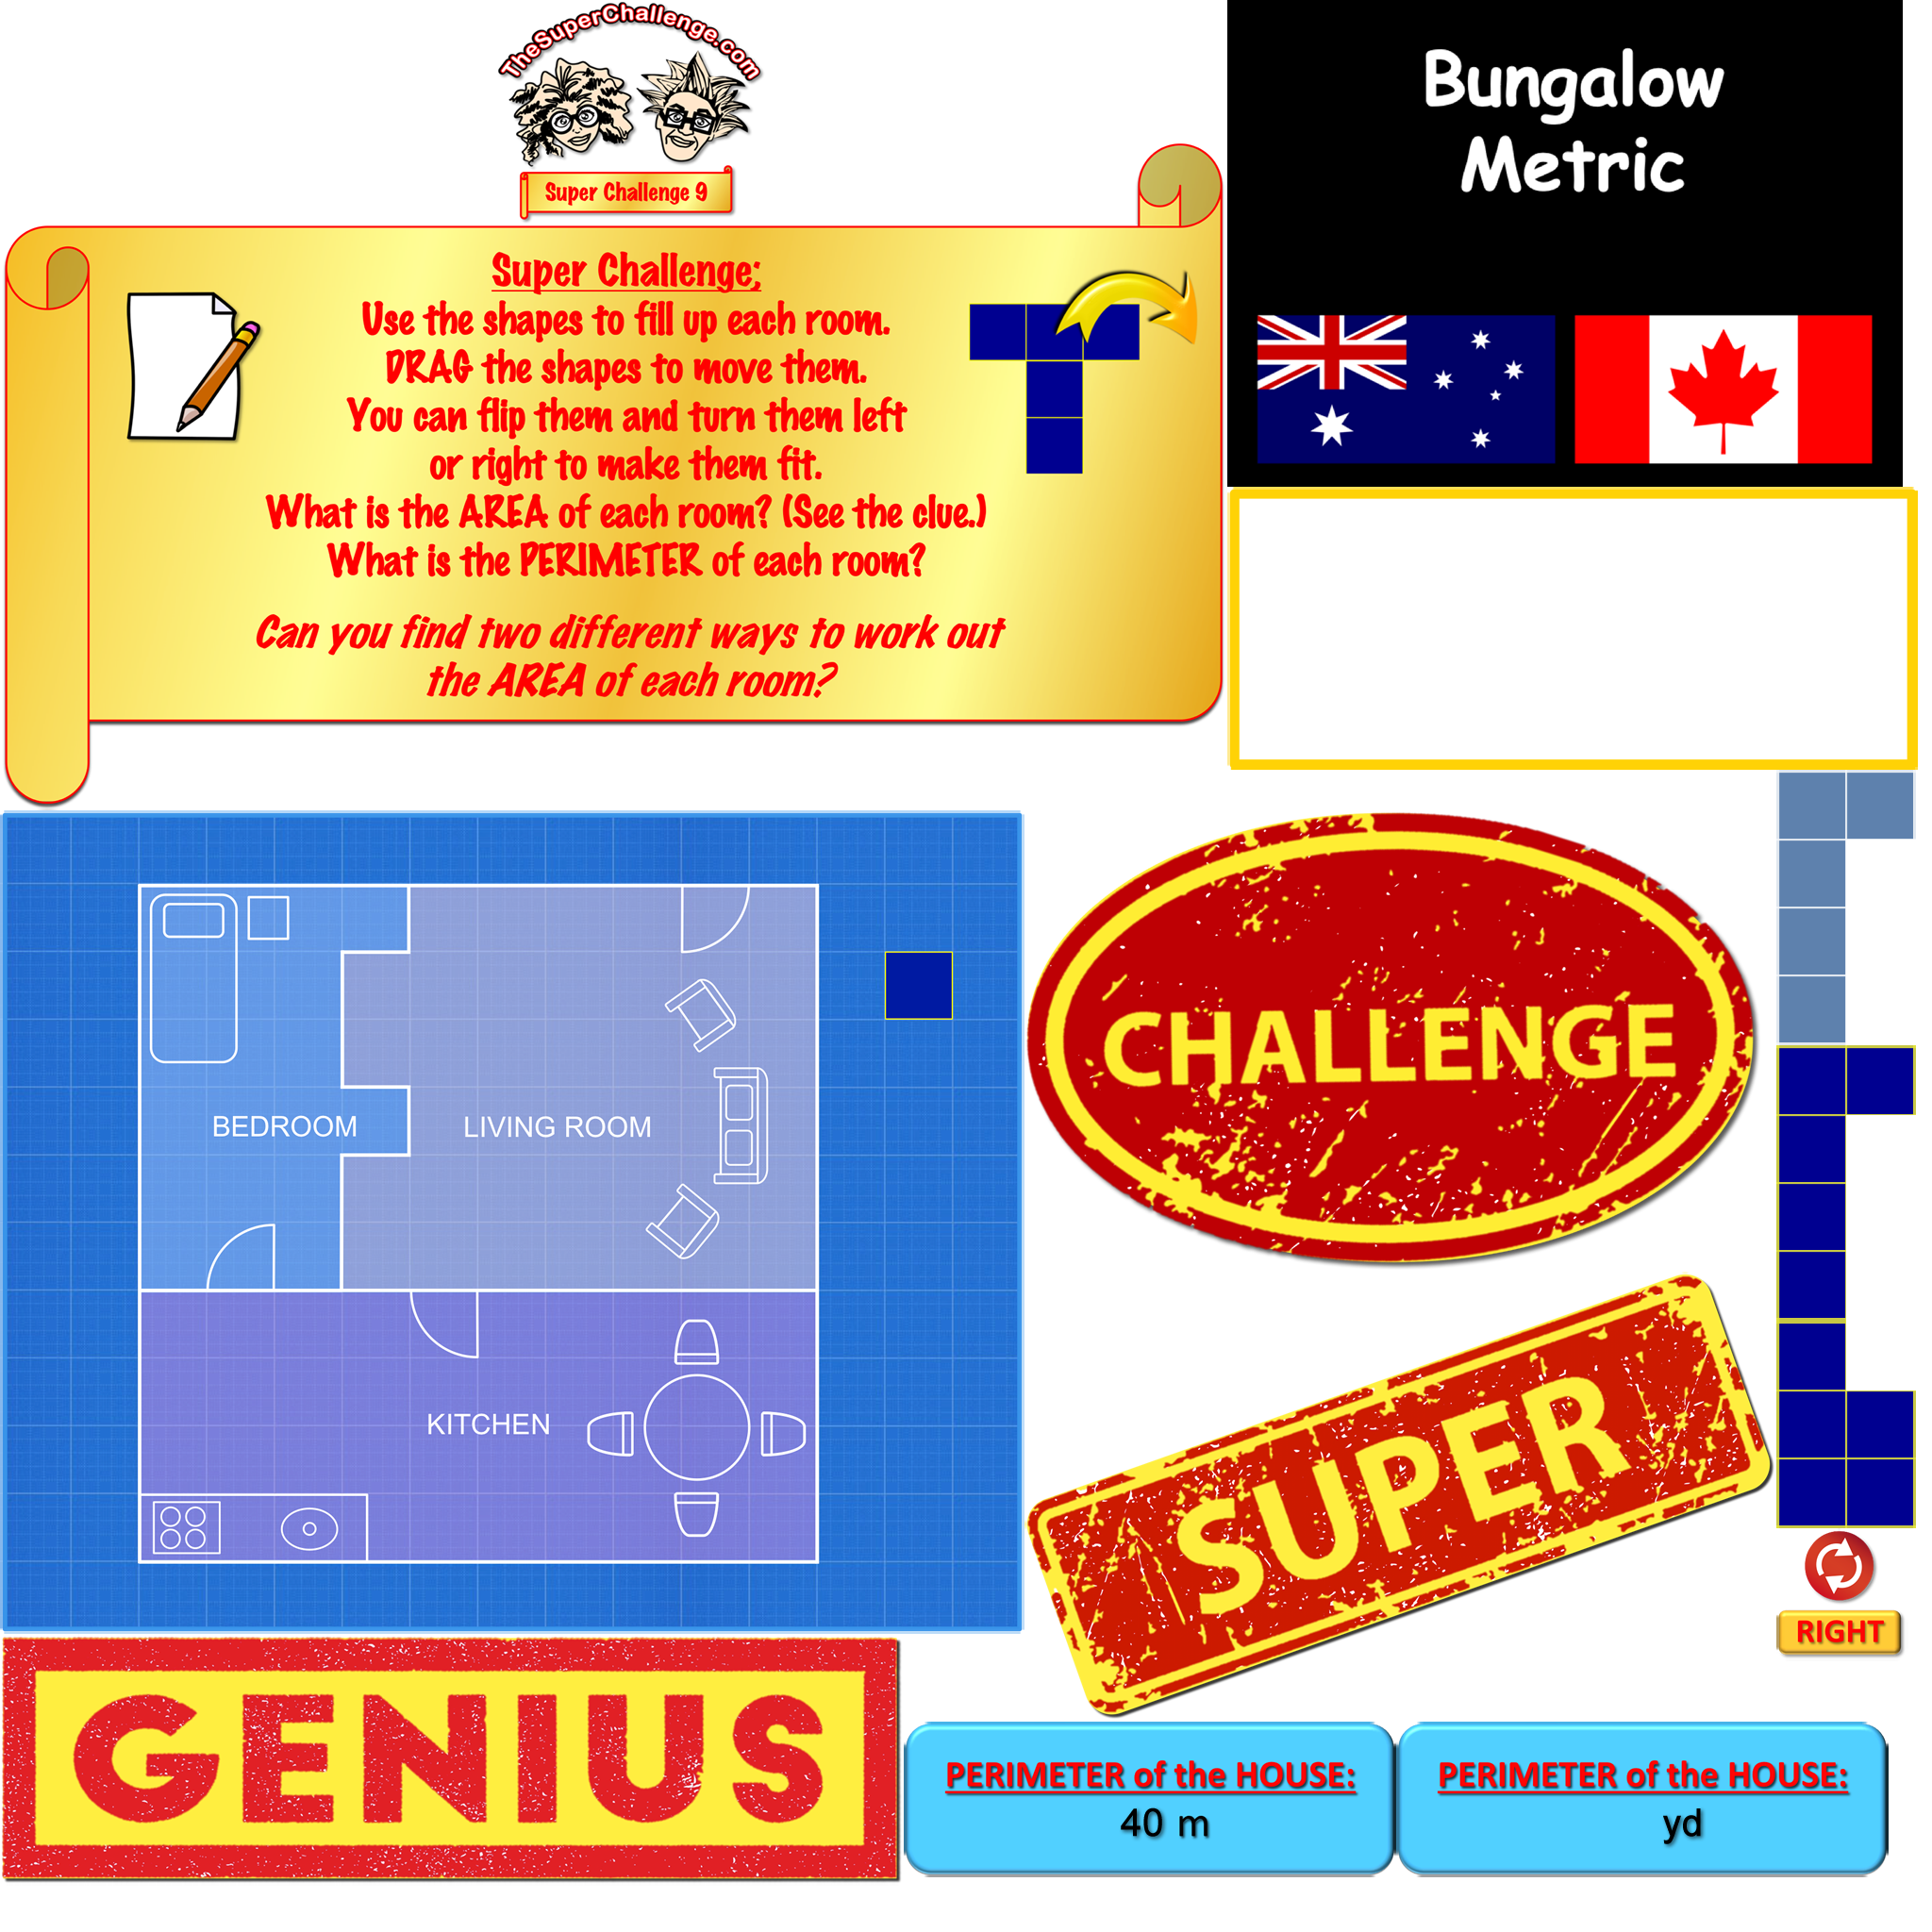 TheSuperChallenge.com
Super Challenge 9
Super Challenge;
Use the shapes to fill up each room.
DRAG the shapes to move them.
You can flip them and turn them left
or right to make them fit.
What is the AREA of each room? (See the clue.)
What is the PERIMETER of each room?
Can you find two different ways to work out
the AREA of each room?
Bungalow
Metric
BEDROOM
LIVING ROOM
KITCHEN
CHALLENGE
SUPER
RIGHT
GENIUS
PERIMETER of the HOUSE:
40 m
PERIMETER of the HOUSE:
yd